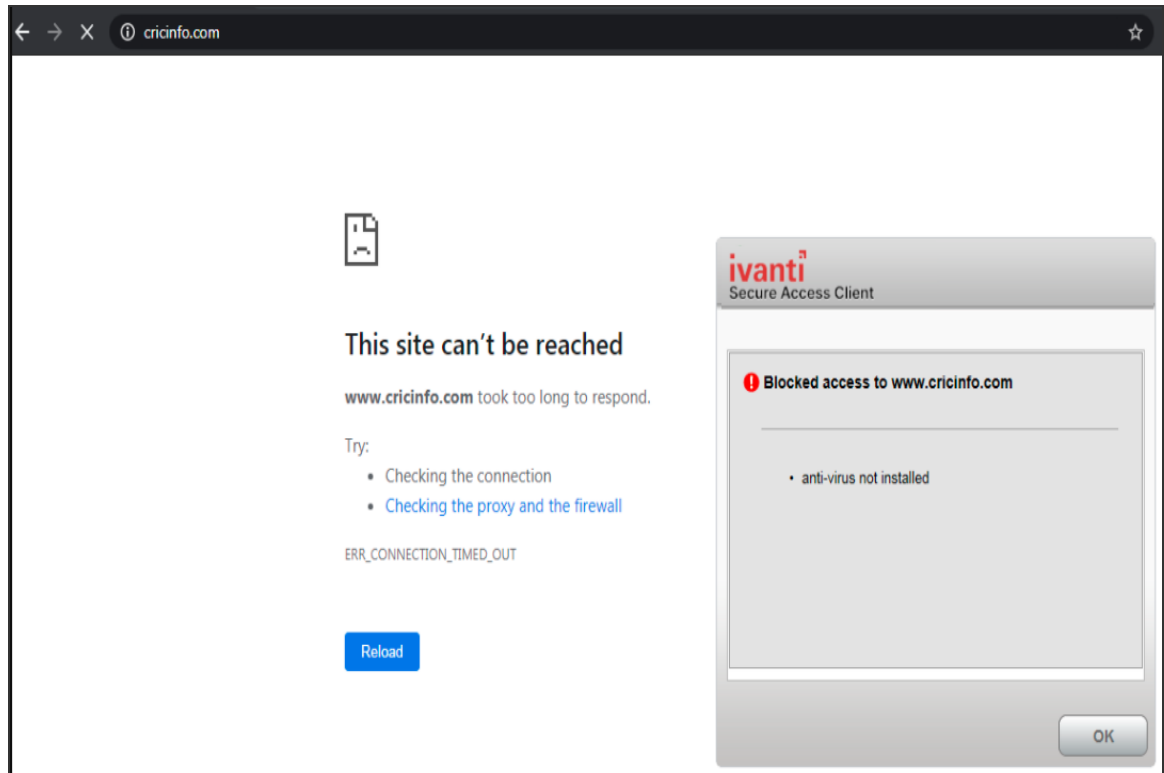 cricinfo.com
This site can't be reached
www.cricinfo.com took too long to respond.
Try:
• Checking the connection
• Checking the proxy and the firewall
ERR_CONNECTION_TIMED_OUT
Reload
ivanti
Secure Access Client
Blocked access to www.cricinfo.com
• anti-virus not installed
OK